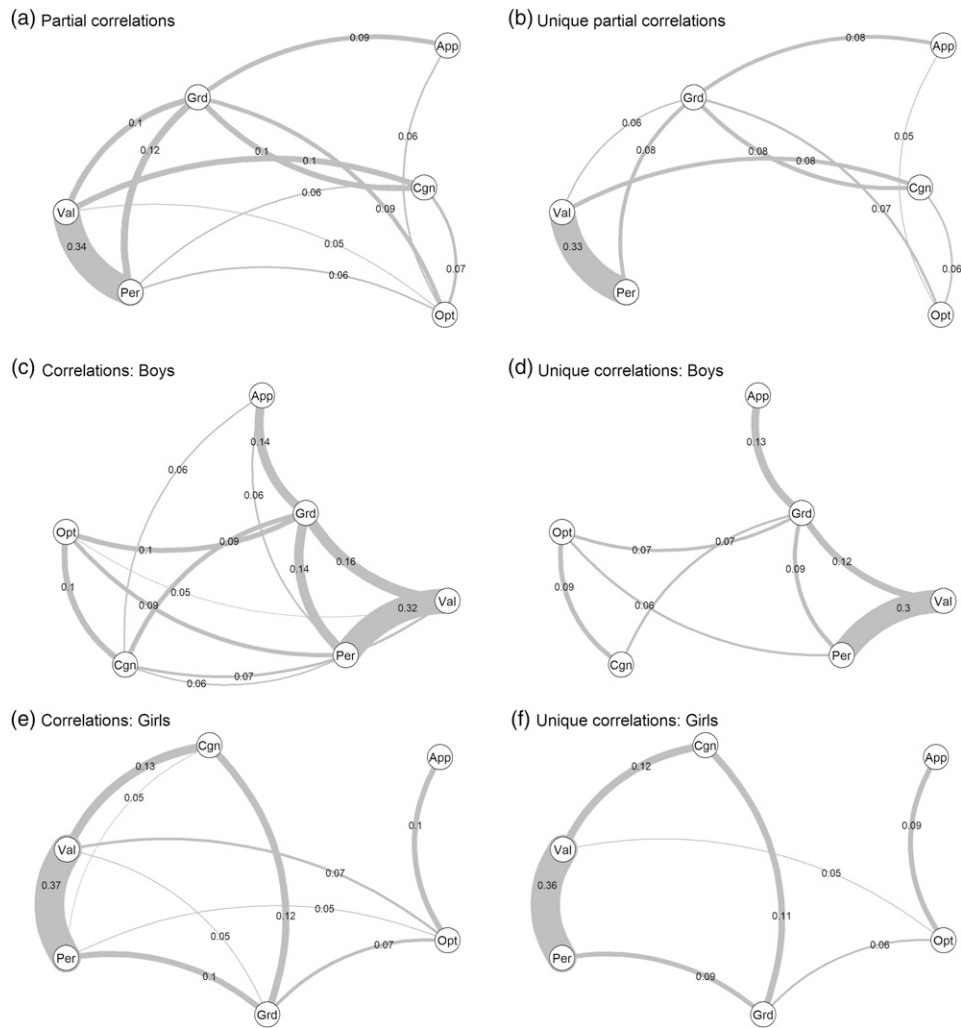 (a) Partial correlations
App
0.09
Grd
0.1
0.12
0.06
0.1
0.1
Cgn
0.06
Val
0.09
0.34
0.05
0.07
0.06
Per
Opt
(b) Unique partial correlations
App
0.08
Grd
0.06
0.05
0.08
0.08
0.08
Cgn
Val
0.07
0.33
0.06
Per
Opt
(c) Correlations: Boys
App
0.14
0.06
0.06
Grd
Opt
0.09
0.1
0.16
0.14
0.1
0.05
Val
0.09
0.32
Per
Cgn
0.07
0.06
(d) Unique correlations: Boys
App
0.13
Grd
Opt
0.07
0.07
0.12
0.09
0.09
Val
0.06
0.3
Per
Cgn
(e) Correlations: Girls
Cgn
App
0.13
0.05
0.1
Val
0.07
0.37
0.05
0.12
0.05
Opt
0.07
Per
0.1
Grd
(f) Unique correlations: Girls
Cgn
App
0.12
0.09
Val
0.05
0.36
0.11
Opt
0.06
Per
0.09
Grd